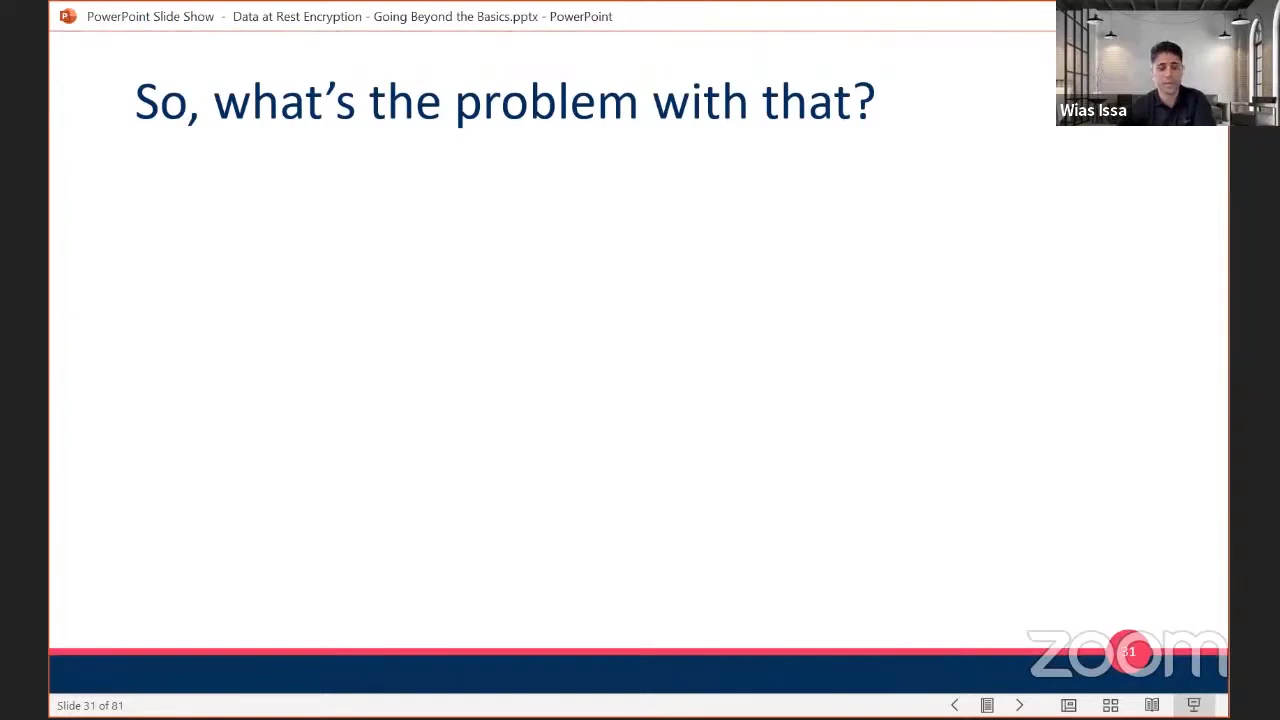 PowerPoint Slide Show - Data at Rest Encryption - Going Beyond the Basics.pptx - PowerPoint
So, what's the problem with that?
Wias Issa
31
zoom
Slide 31 of 81